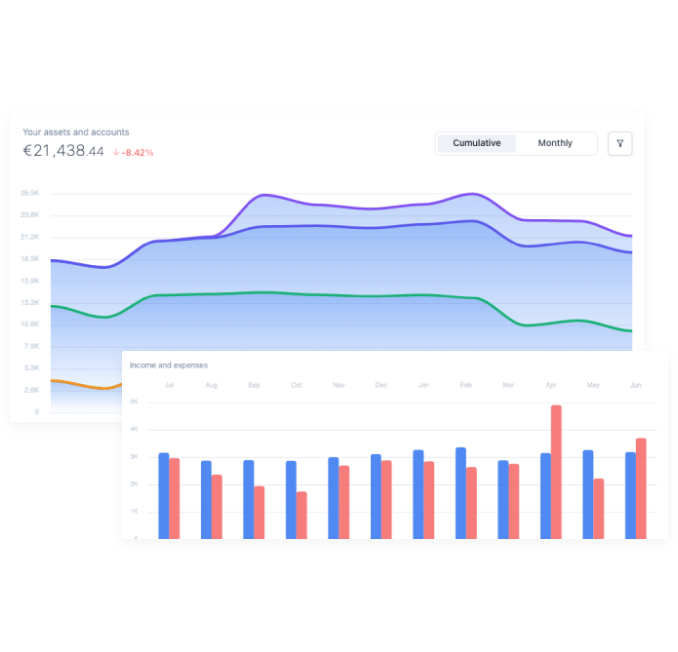 Your assets and accounts
€21,438.44 ↓-8.42%
Cumulative Monthly
26.5K
23.8K
21.2K
18.5K
15.9K
13.2K
10.6K
7.9K
5.3K
2.6K
0
Income and expenses
Jul Aug Sep Oct Nov Dec Jan Feb Mar Apr May Jun
5K
4K
3K
2K
1K
0